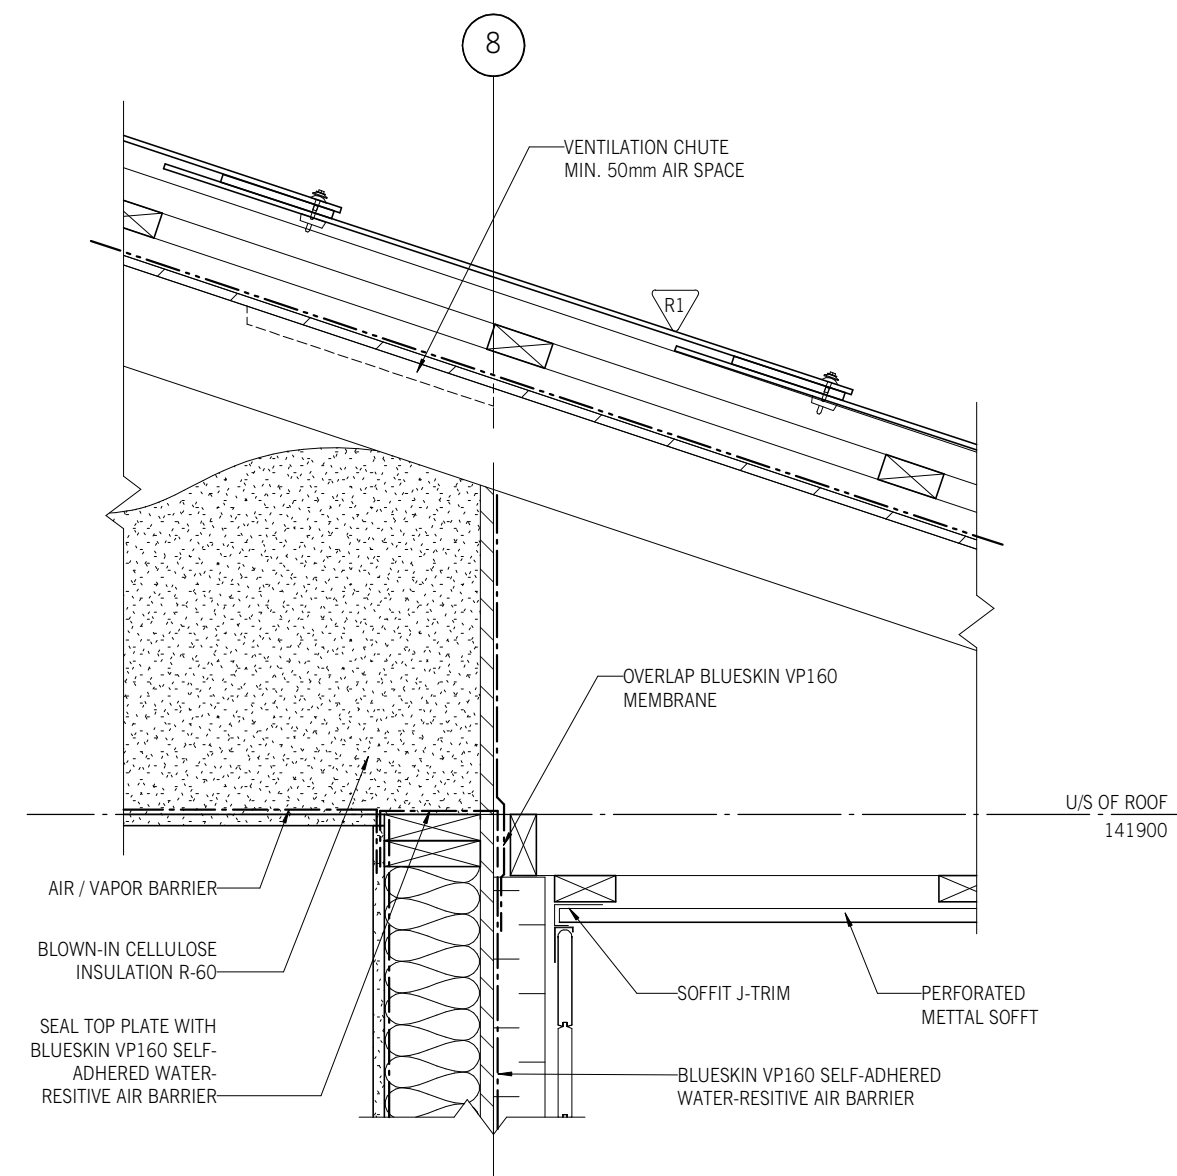 8
VENTILATION CHUTE
MIN. 50mm AIR SPACE
R1
OVERLAP BLUESKIN VP160
MEMBRANE
U/S OF ROOF
141900
AIR / VAPOR BARRIER
BLOWN-IN CELLULOSE
INSULATION R-60
SEAL TOP PLATE WITH
BLUESKIN VP160 SELF-
ADHERED WATER-
RESITIVE AIR BARRIER
SOFFIT J-TRIM
PERFORATED
METTAL SOFFT
BLUESKIN VP160 SELF-ADHERED
WATER-RESITIVE AIR BARRIER